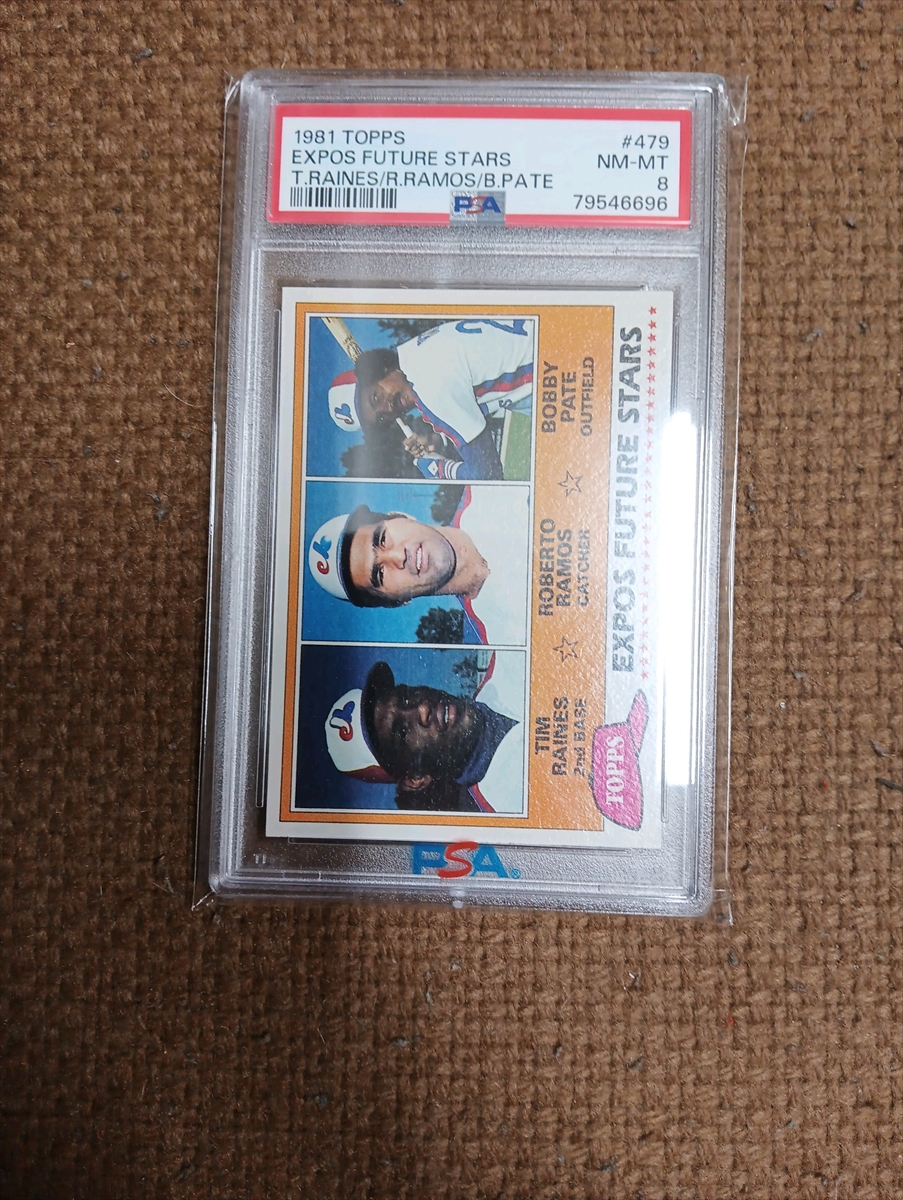 1981 TOPPS #479
EXPOS FUTURE STARS NM-MT
T.RAINES/R.RAMOS/B.PATE 8
PSA 79546696
TIM
RAINES
2nd BASE
ROBERTO
RAMOS
CATCHER
BOBBY
PATE
OUTFIELD
TOPPS
EXPOS FUTURE STARS
PSA